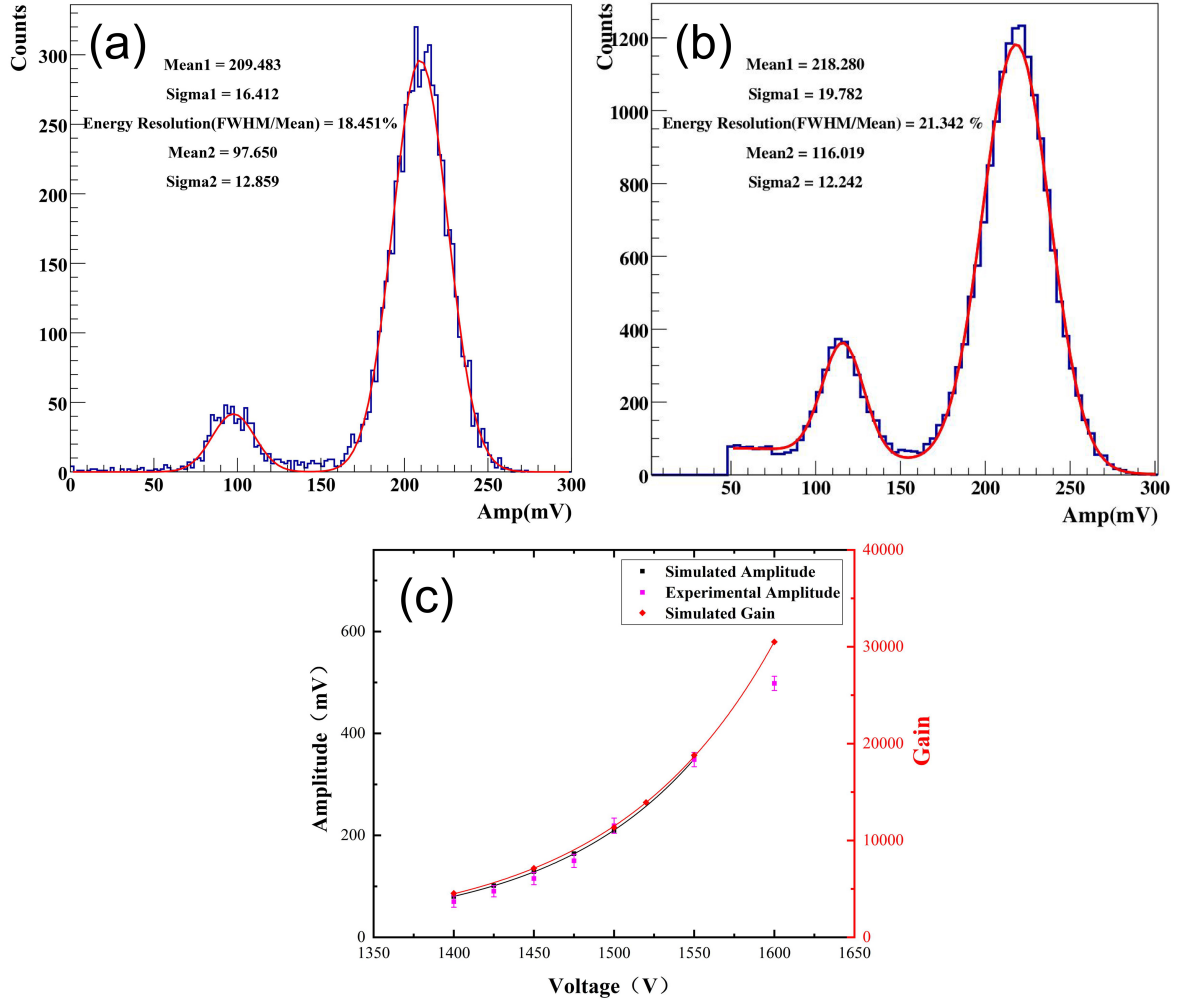 (a)
Counts
Mean1 = 209.483
Sigma1 = 16.412
Energy Resolution(FWHM/Mean) = 18.451%
Mean2 = 97.650
Sigma2 = 12.859
300
250
200
150
100
50
0
0 50 100 150 200 250 300
Amp(mV)
(b)
Counts
Mean1 = 218.280
Sigma1 = 19.782
Energy Resolution(FWHM/Mean) = 21.342 %
Mean2 = 116.019
Sigma2 = 12.242
1200
1000
800
600
400
200
0
50 100 150 200 250 300
Amp(mV)
(c)
Simulated Amplitude
Experimental Amplitude
Simulated Gain
Amplitude（mV）
600
400
200
0
40000
30000
20000
10000
0
Gain
1350 1400 1450 1500 1550 1600 1650
Voltage（V）